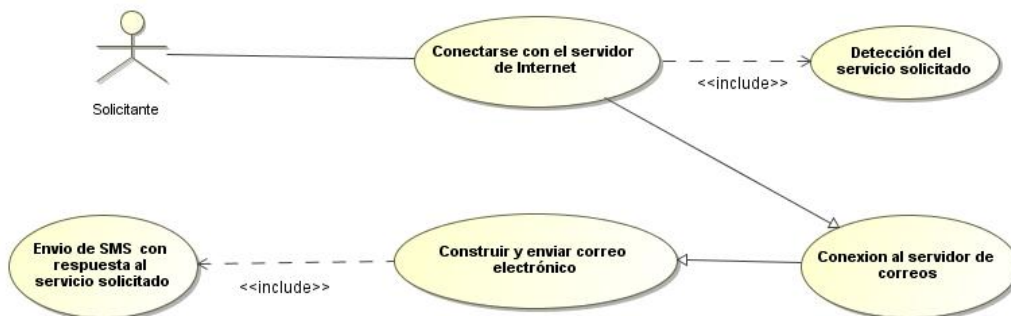 Conectarse con el servidor
de Internet
Detección del
servicio solicitado
<<include>>
Solicitante
Envio de SMS con
respuesta al
servicio solicitado
<<include>>
Construir y enviar correo
electrónico
Conexion al servidor de
correos